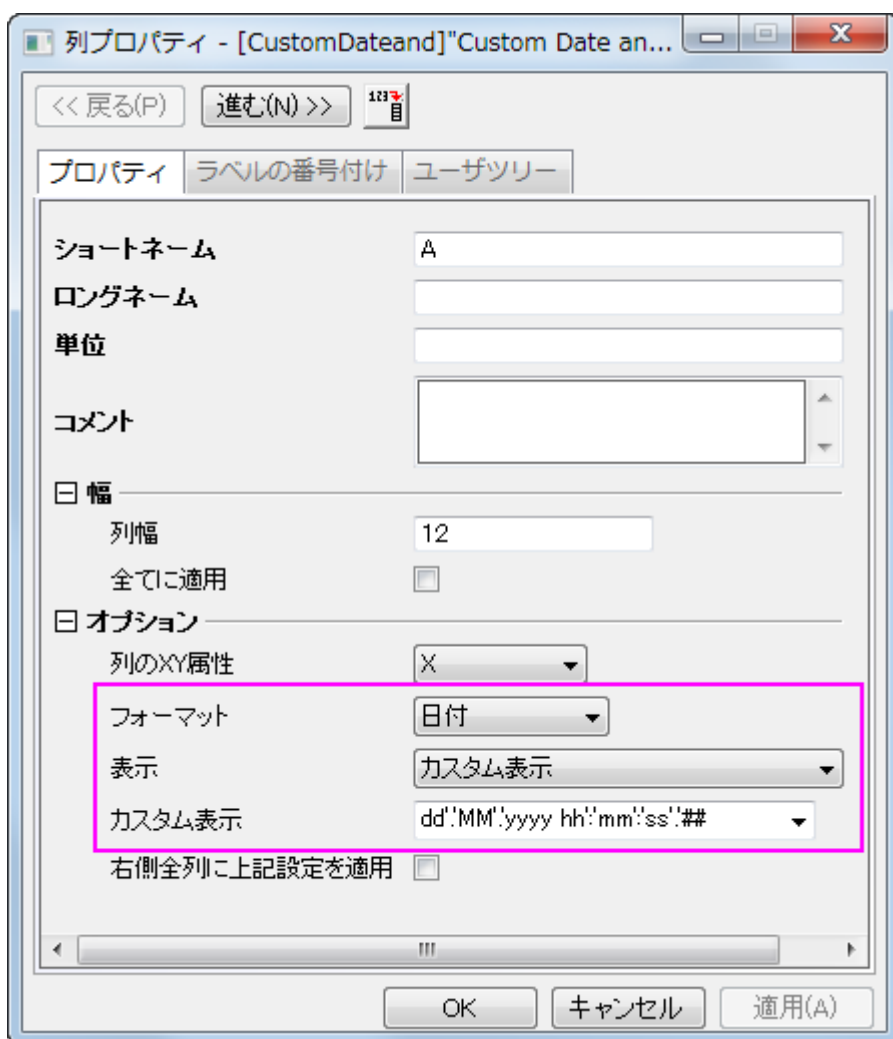 列プロパティ - [CustomDateand]"Custom Date an...
<< 戻る(P) 進む(N) >> 123
プロパティ ラベルの番号付け ユーザツリー
ショートネーム A
ロングネーム
単位
コメント
幅
列幅 12
全てに適用
オプション
列のXY属性 X
フォーマット 日付
表示 カスタム表示
カスタム表示 dd'.'MM'.'yyyy hh':'mm':'ss'.'##
右側全列に上記設定を適用
OK キャンセル 適用(A)